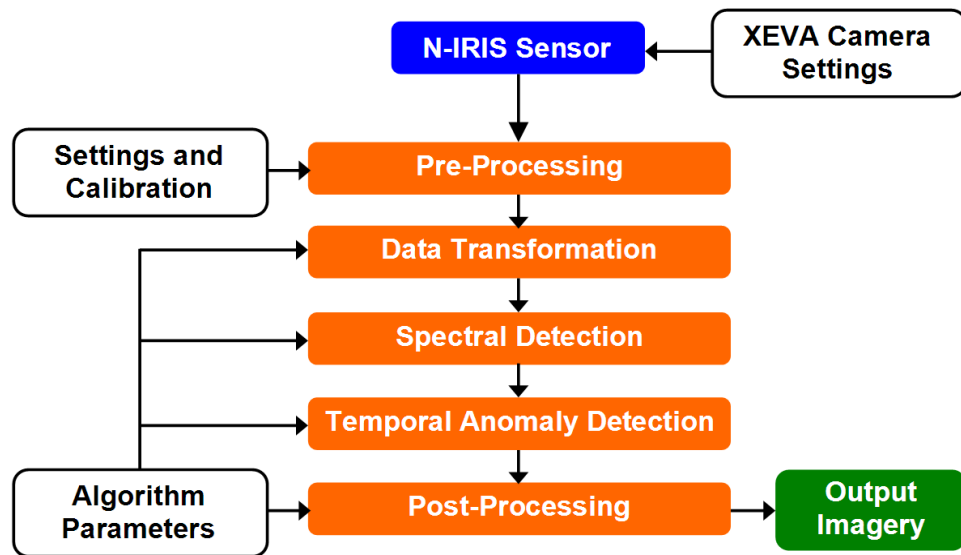 N-IRIS Sensor
XEVA Camera
Settings
Settings and
Calibration
Pre-Processing
Data Transformation
Spectral Detection
Temporal Anomaly Detection
Algorithm
Parameters
Post-Processing
Output
Imagery